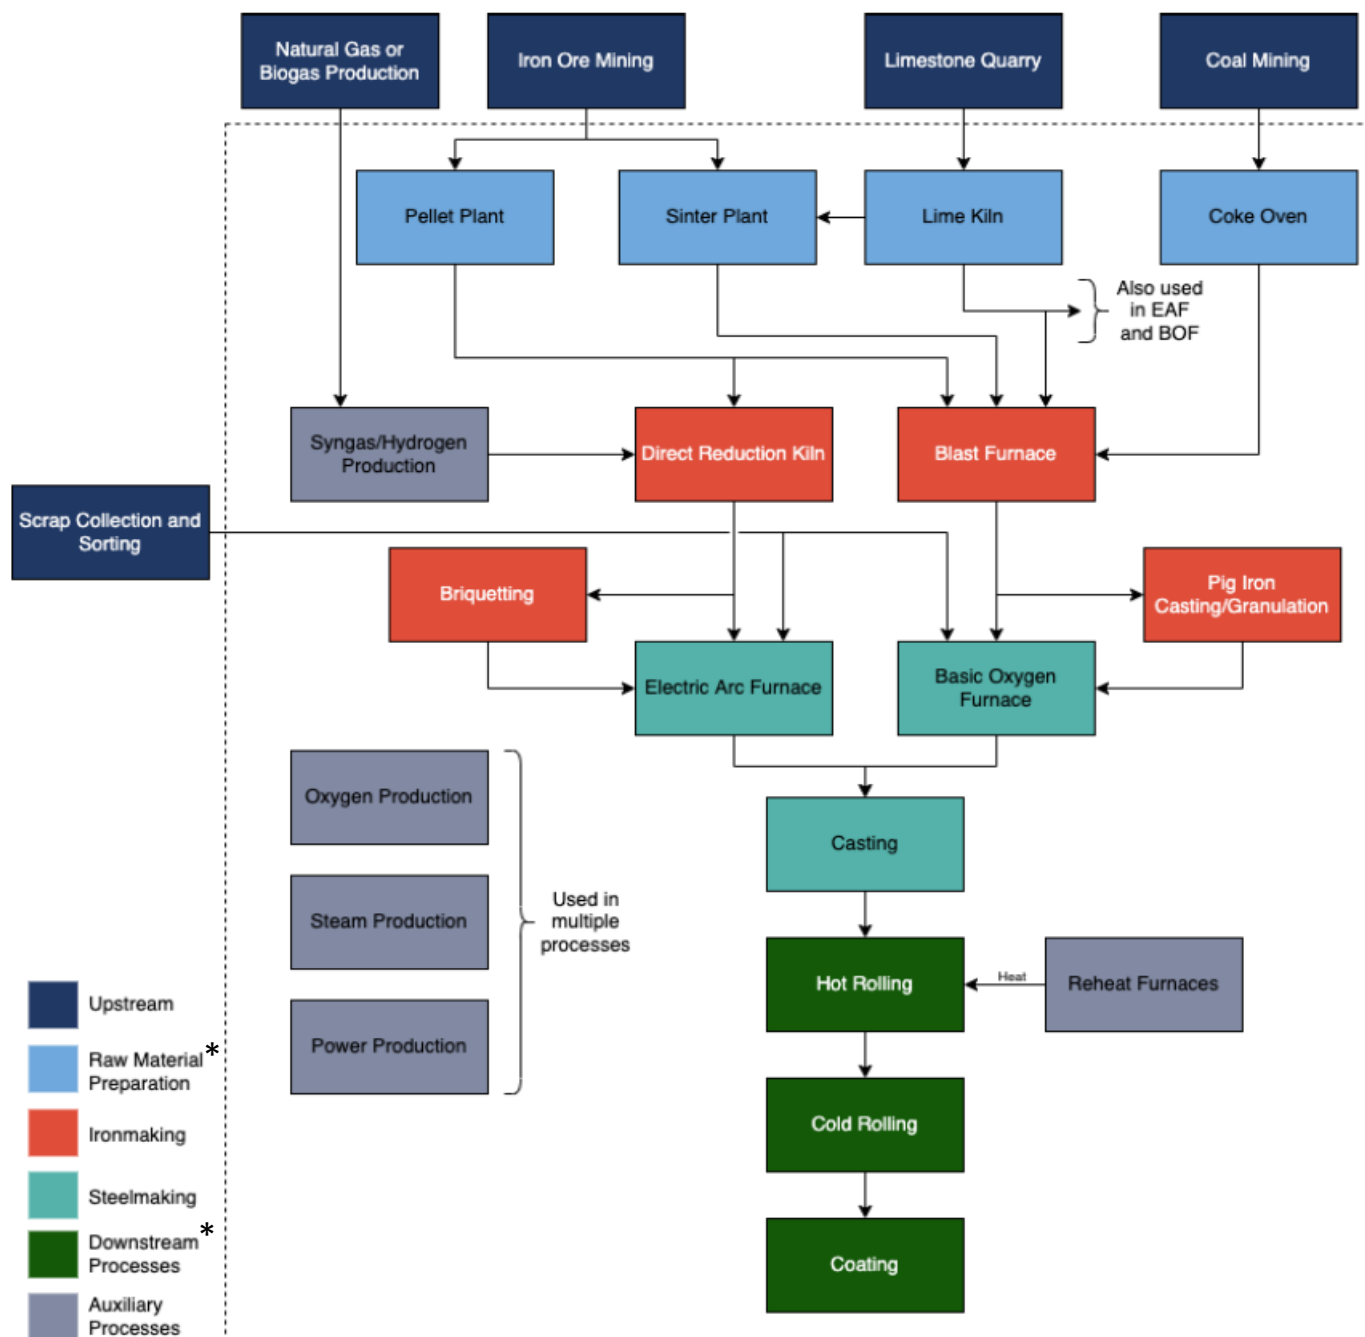 Natural Gas or
Biogas Production
Iron Ore Mining
Limestone Quarry
Coal Mining
Pellet Plant
Sinter Plant
Lime Kiln
Coke Oven
Also used
in EAF
and BOF
Syngas/Hydrogen
Production
Direct Reduction Kiln
Blast Furnace
Scrap Collection and
Sorting
Briquetting
Pig Iron
Casting/Granulation
Electric Arc Furnace
Basic Oxygen
Furnace
Oxygen Production
Casting
Steam Production
Used in
multiple
processes
Hot Rolling
Heat
Reheat Furnaces
Power Production
Cold Rolling
Coating
Upstream
Raw Material*
Preparation
Ironmaking
Steelmaking
Downstream*
Processes
Auxiliary
Processes